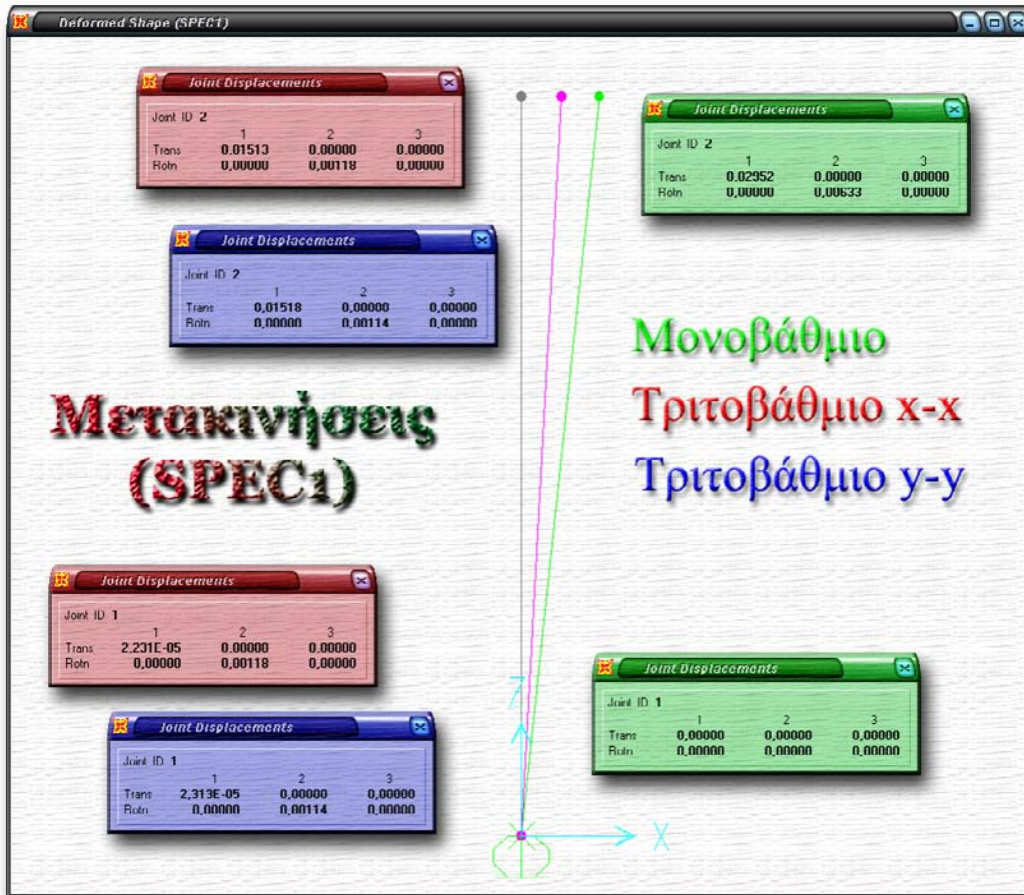 Deformed Shape (SPEC1)
Joint Displacements
Joint ID 2
1 2 3
Trans 0,01513 0,00000 0,00000
Rotn 0,00000 0,00118 0,00000
Joint Displacements
Joint ID 2
1 2 3
Trans 0,02952 0,00000 0,00000
Rotn 0,00000 0,00633 0,00000
Joint Displacements
Joint ID 2
1 2 3
Trans 0,01518 0,00000 0,00000
Rotn 0,00000 0,00114 0,00000
Μονοβάθμιο
Τριτοβάθμιο x-x
Τριτοβάθμιο y-y
Μετακινήσεις
(SPEC1)
Joint Displacements
Joint ID 1
1 2 3
Trans 2,231E-05 0,00000 0,00000
Rotn 0,00000 0,00118 0,00000
Joint Displacements
Joint ID 1
1 2 3
Trans 0,00000 0,00000 0,00000
Rotn 0,00000 0,00000 0,00000
Z
X
Joint Displacements
Joint ID 1
1 2 3
Trans 2,313E-05 0,00000 0,00000
Rotn 0,00000 0,00114 0,00000